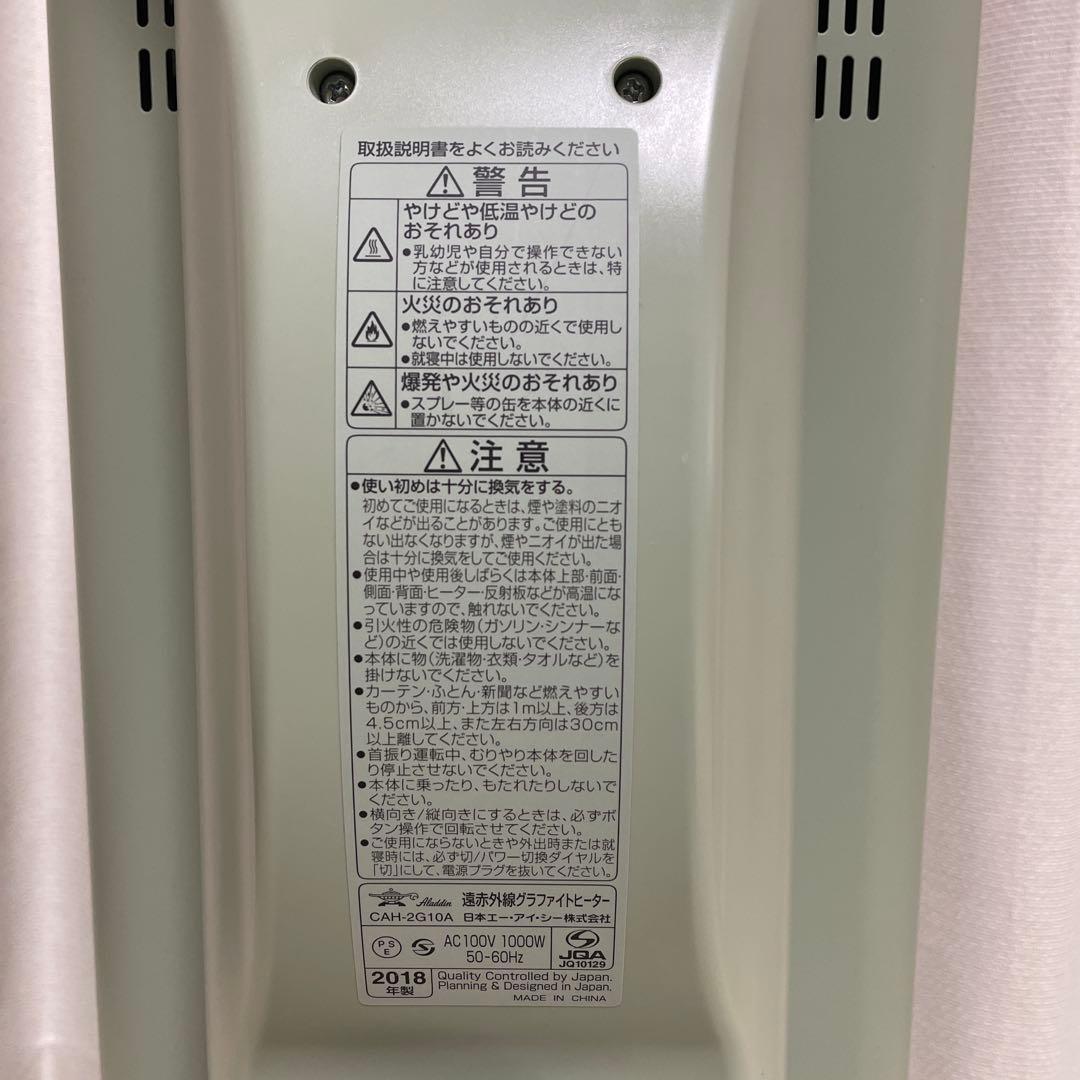 取扱説明書をよくお読みください
警告
やけどや低温やけどの
おそれあり
●乳幼児や自分で操作できない
方などが使用されるときは、特
に注意してください。
火災のおそれあり
●燃えやすいものの近くで使用し
ないでください。
●就寝中は使用しないでください。
爆発や火災のおそれあり
●スプレー等の缶を本体の近くに
置かないでください。
注意
●使い初めは十分に換気をする。
初めてご使用になるときは、煙や塗料のニオ
イなどが出ることがあります。ご使用にとも
ない出なくなりますが、煙やニオイが出た場
合は十分に換気をしてご使用ください。
●使用中や使用後しばらくは本体上部・前面・
側面・背面・ヒーター・反射板などが高温にな
っていますので、触れないでください。
●引火性の危険物(ガソリン・シンナーな
ど)の近くでは使用しないでください。
●本体に物(洗濯物・衣類・タオルなど)を
掛けないでください。
●カーテン・ふとん・新聞など燃えやすい
ものから、前方・上方は1m以上、後方は
4.5cm以上、また左右方向は30cm
以上離してください。
●首振り運転中、むりやり本体を回した
り停止させないでください。
●本体に乗ったり、もたれたりしないで
ください。
●横向き/縦向きにするときは、必ずボ
タン操作で回転させてください。
●ご使用にならないときや外出時または就
寝時には、必ず切/パワー切換ダイヤルを
「切」にして、電源プラグを抜いてください。
Aladdin 遠赤外線グラファイトヒーター
CAH-2G10A 日本エー・アイ・シー株式会社
PSE AC100V 1000W
50-60Hz
JQA
JQ10129
2018
年製
Quality Controlled by Japan.
Planning & Designed in Japan.
MADE IN CHINA